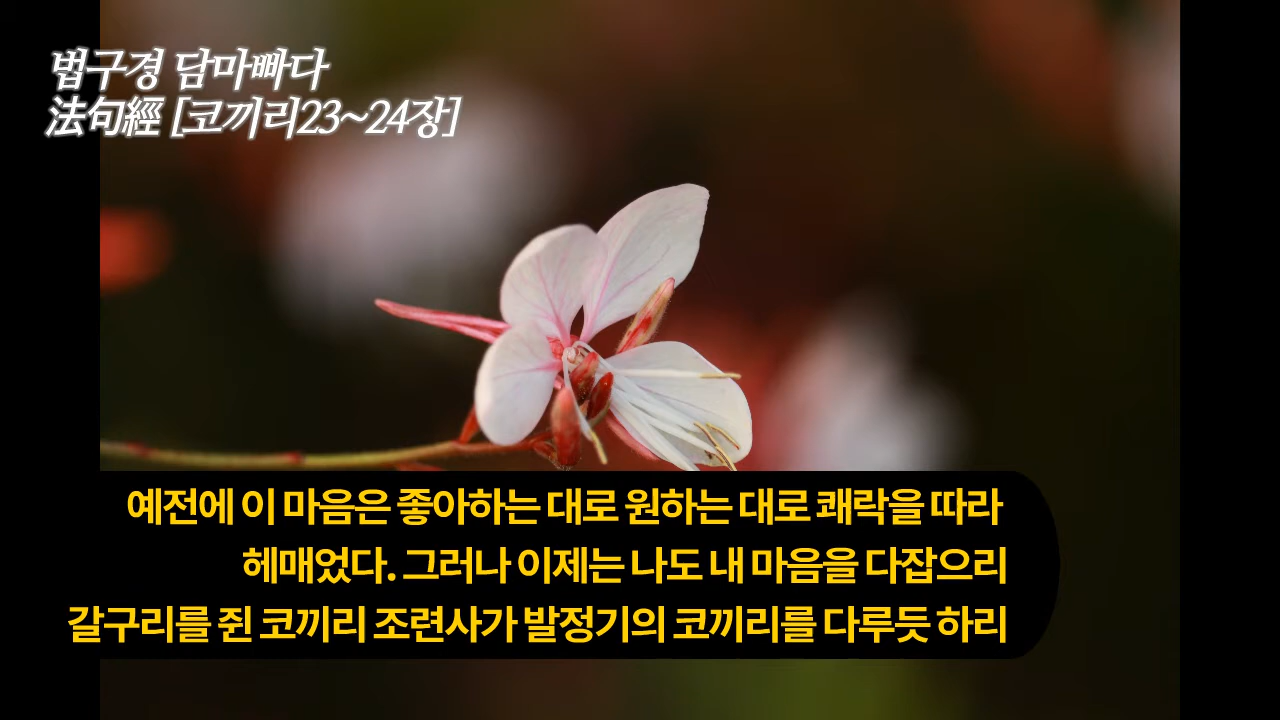 법구경 담마빠다
法句經 [코끼리23~24장]
예전에 이 마음은 좋아하는 대로 원하는 대로 쾌락을 따라
헤매었다. 그러나 이제는 나도 내 마음을 다잡으리
갈구리를 쥔 코끼리 조련사가 발정기의 코끼리를 다루듯 하리